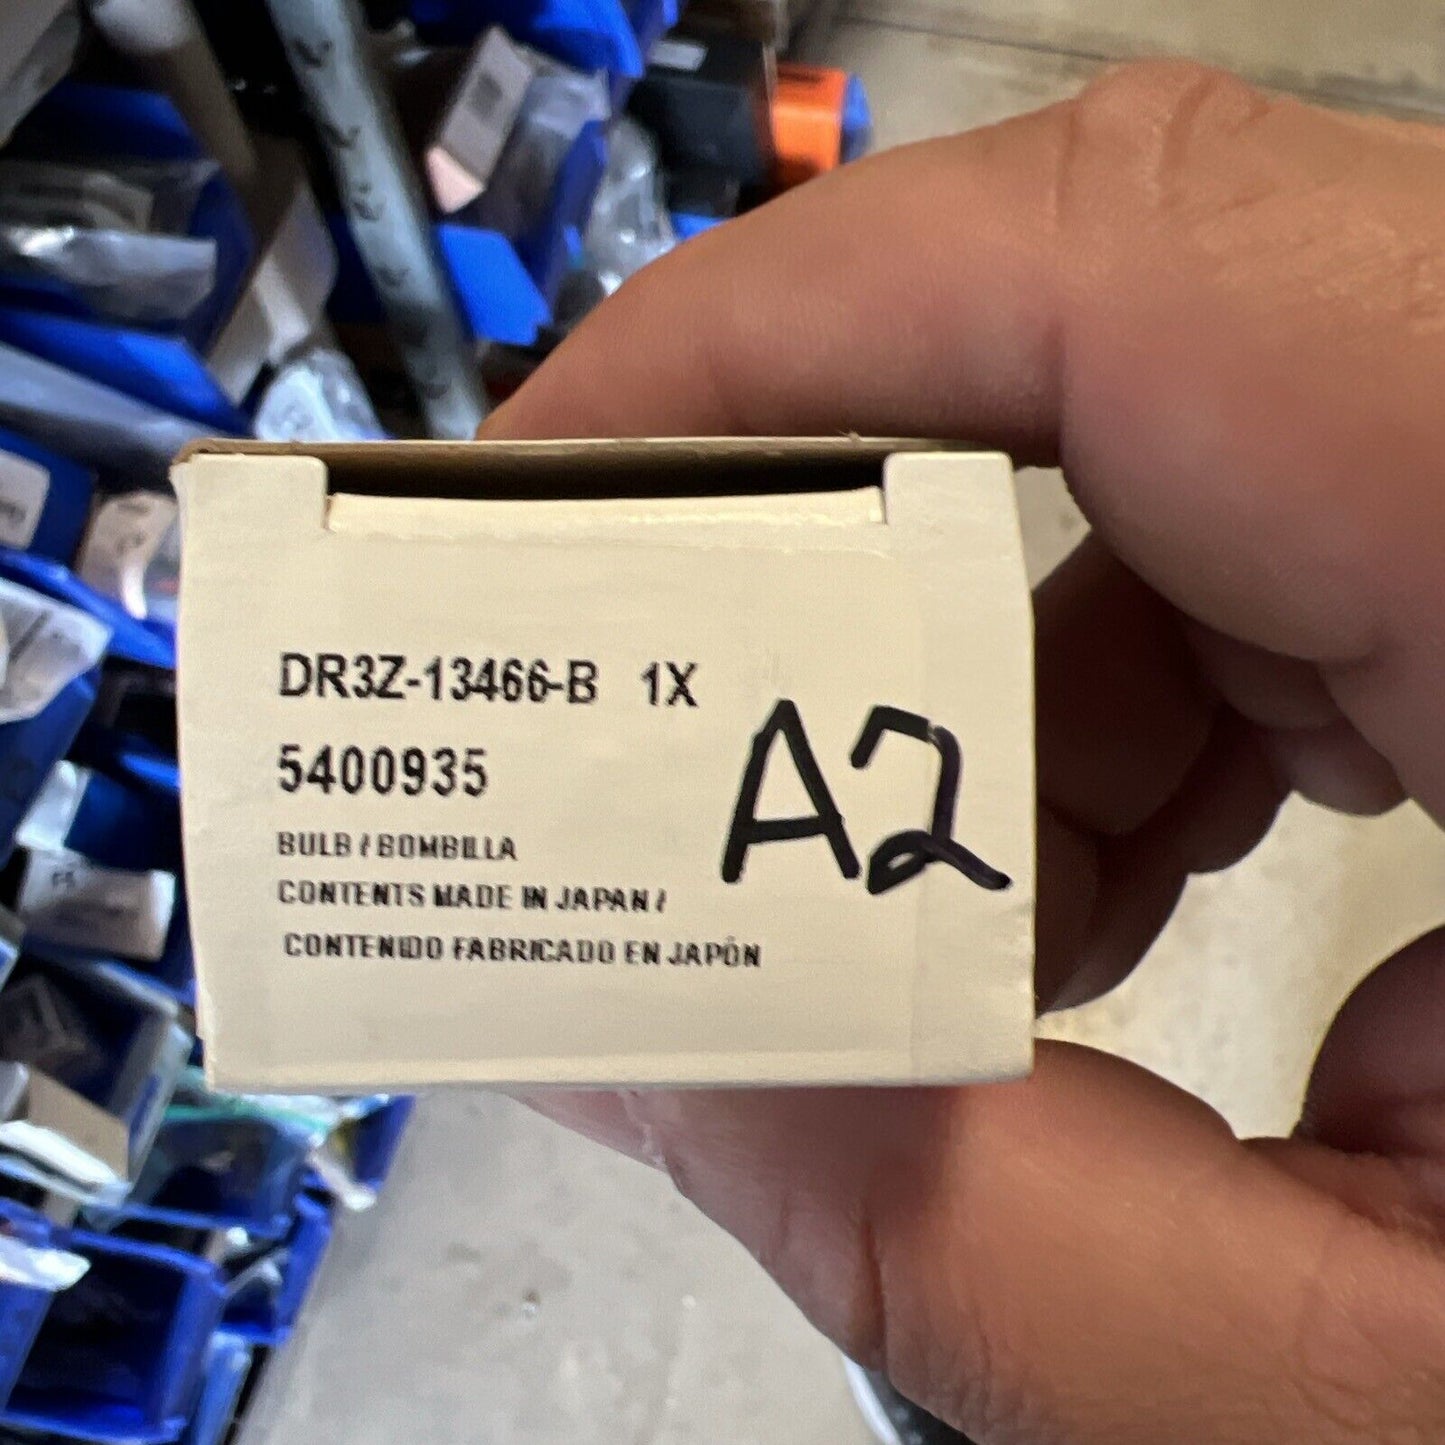 DR3Z-13466-B 1X
5400935
A2
BULB / BOMBILLA
CONTENTS MADE IN JAPAN /
CONTENIDO FABRICADO EN JAPÓN